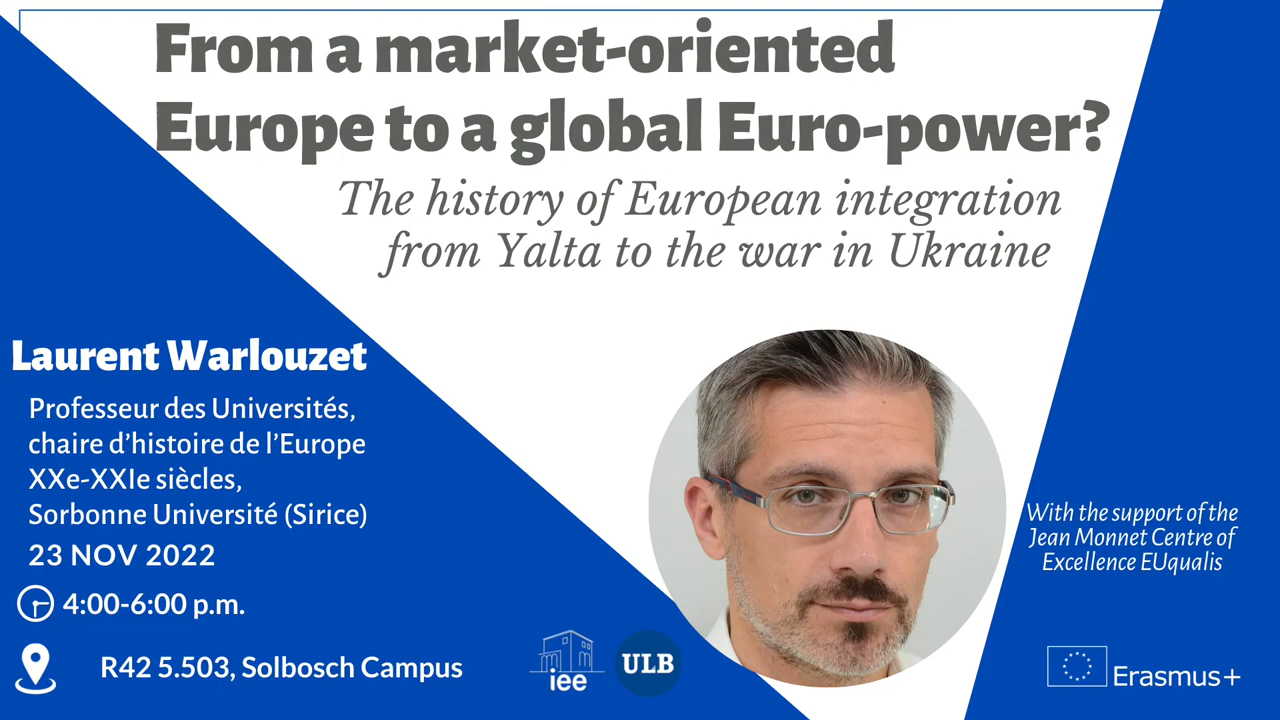 From a market-oriented
Europe to a global Euro-power?
The history of European integration
from Yalta to the war in Ukraine
Laurent Warlouzet
Professeur des Universités,
chaire d'histoire de l'Europe
XXe-XXIe siècles,
Sorbonne Université (Sirice)
23 NOV 2022
4:00-6:00 p.m.
R42 5.503, Solbosch Campus
iee
ULB
With the support of the
Jean Monnet Centre of
Excellence EUqualis
Erasmus+